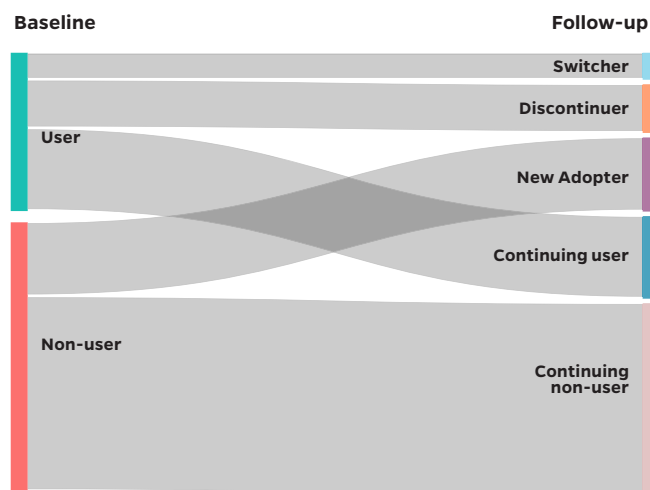 Baseline
Follow-up
Switcher
Discontinuer
User
New Adopter
Continuing user
Non-user
Continuing
non-user